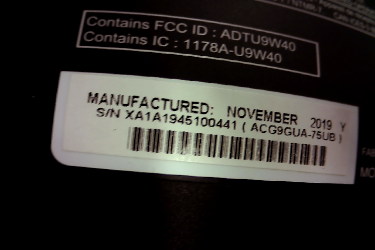 Contains FCC ID : ADTU9W40
Contains IC : 1178A-U9W40
MANUFACTURED: NOVEMBER 2019 Y
S/N XA1A1945100441 ( ACG9GUA-75UB )